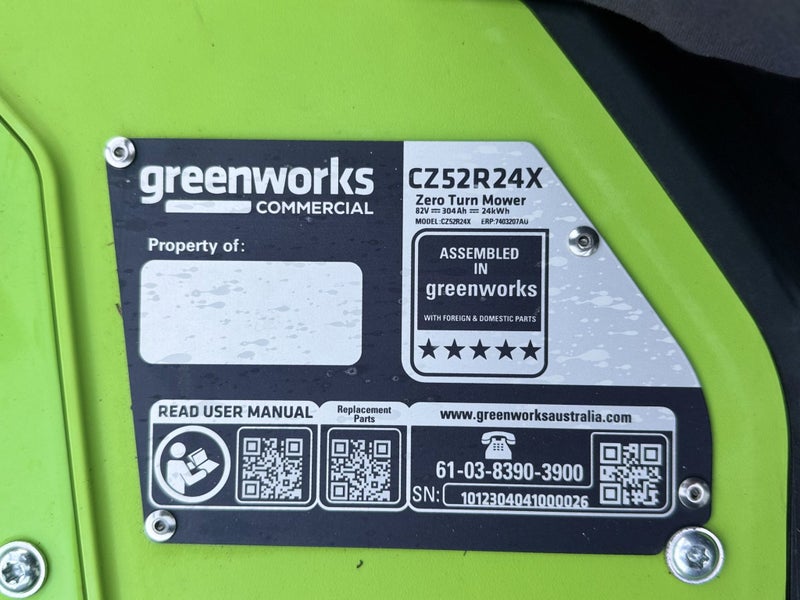 greenworks
COMMERCIAL
Property of:
CZ52R24X
Zero Turn Mower
82V ⎓ 304Ah ⎓ 24kWh
MODEL:CZ52R24X ERP:7403207AU
ASSEMBLED
IN
greenworks
WITH FOREIGN & DOMESTIC PARTS
READ USER MANUAL
Replacement
Parts
www.greenworksaustralia.com
61-03-8390-3900
SN: 1012304041000026